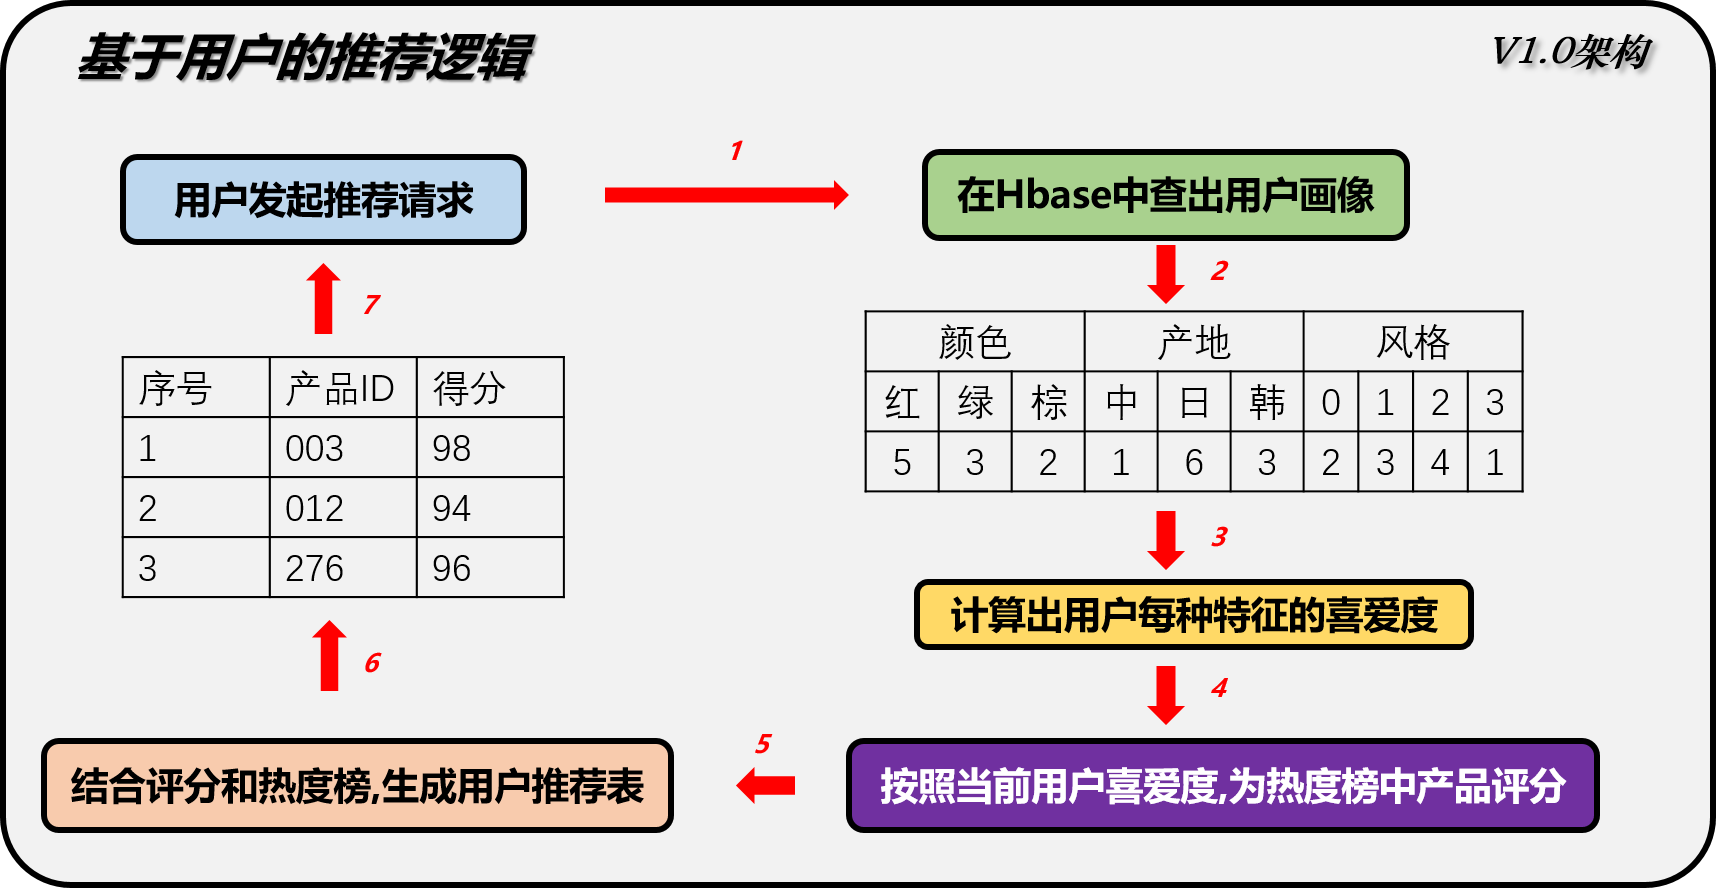 基于用户的推荐逻辑
V1.0架构
用户发起推荐请求
1
在Hbase中查出用户画像
2
颜色 产地 风格
红 绿 棕 中 日 韩 0 1 2 3
5 3 2 1 6 3 2 3 4 1
3
计算出用户每种特征的喜爱度
4
按照当前用户喜爱度,为热度榜中产品评分
5
结合评分和热度榜,生成用户推荐表
6
序号 产品ID 得分
1 003 98
2 012 94
3 276 96
7